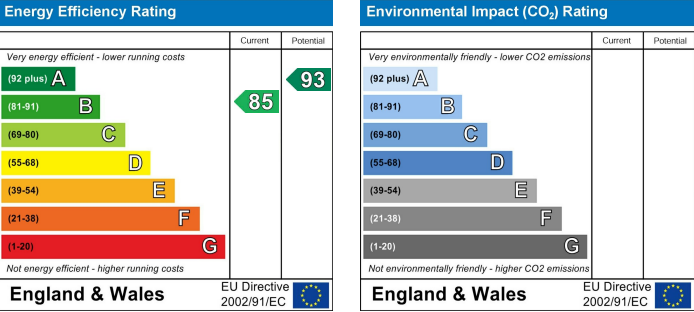 Energy Efficiency Rating
Current Potential
Very energy efficient - lower running costs
(92 plus) A
93
(81-91) B
85
(69-80) C
(55-68) D
(39-54) E
(21-38) F
(1-20) G
Not energy efficient - higher running costs
England & Wales
EU Directive
2002/91/EC
Environmental Impact (CO₂) Rating
Current Potential
Very environmentally friendly - lower CO2 emissions
(92 plus) A
(81-91) B
(69-80) C
(55-68) D
(39-54) E
(21-38) F
(1-20) G
Not environmentally friendly - higher CO2 emissions
England & Wales
EU Directive
2002/91/EC